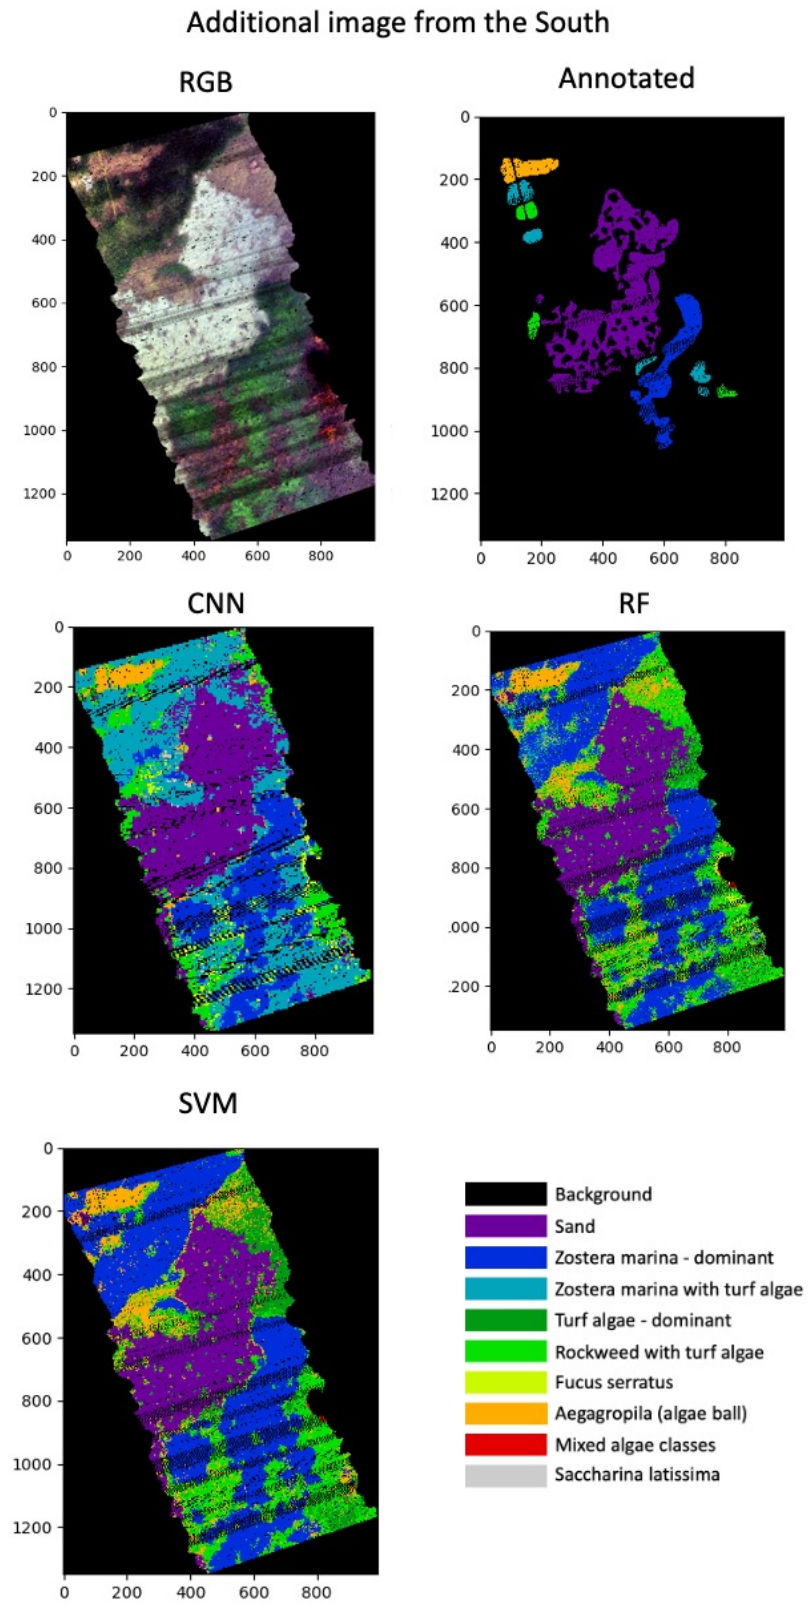 Additional image from the South
RGB
Annotated
0
200
400
600
800
1000
1200
0 200 400 600 800
0
200
400
600
800
1000
1200
0 200 400 600 800
CNN
RF
0
200
400
600
800
1000
1200
0 200 400 600 800
0
200
400
600
800
.000
.200
0 200 400 600 800
SVM
0
200
400
600
800
1000
1200
0 200 400 600 800
Background
Sand
Zostera marina - dominant
Zostera marina with turf algae
Turf algae - dominant
Rockweed with turf algae
Fucus serratus
Aegagropila (algae ball)
Mixed algae classes
Saccharina latissima